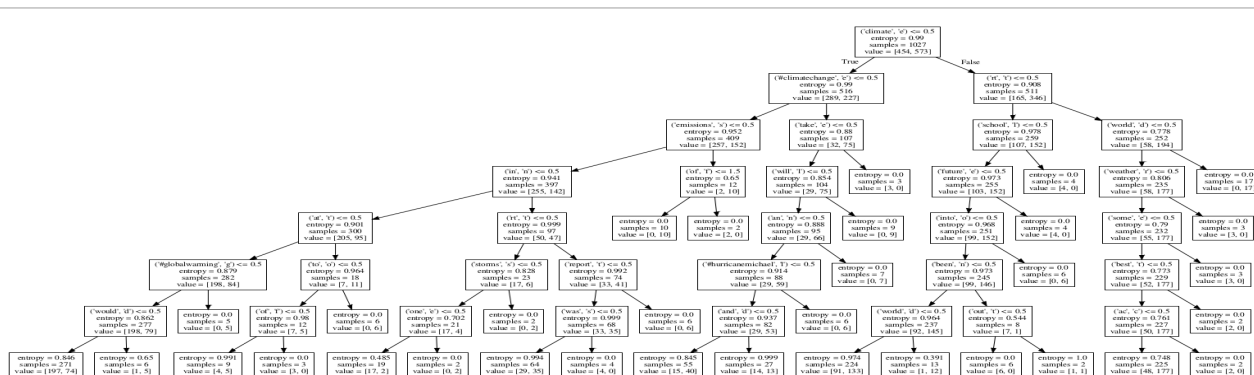 ('climate', 'e') <= 0.5
entropy = 0.99
samples = 1027
value = [454, 573]
True
False
('#climatechange', 'e') <= 0.5
entropy = 0.99
samples = 516
value = [289, 227]
('rt', 't') <= 0.5
entropy = 0.908
samples = 511
value = [165, 346]
('emissions', 's') <= 0.5
entropy = 0.952
samples = 409
value = [257, 152]
('take', 'e') <= 0.5
entropy = 0.88
samples = 107
value = [32, 75]
('school', 'l') <= 0.5
entropy = 0.978
samples = 259
value = [107, 152]
('world', 'd') <= 0.5
entropy = 0.778
samples = 252
value = [58, 194]
('in', 'n') <= 0.5
entropy = 0.941
samples = 397
value = [255, 142]
('of', 'f') <= 1.5
entropy = 0.65
samples = 12
value = [2, 10]
('will', 'l') <= 0.5
entropy = 0.854
samples = 104
value = [29, 75]
entropy = 0.0
samples = 3
value = [3, 0]
('future', 'e') <= 0.5
entropy = 0.973
samples = 255
value = [103, 152]
entropy = 0.0
samples = 4
value = [4, 0]
('weather', 'r') <= 0.5
entropy = 0.806
samples = 235
value = [58, 177]
entropy = 0.0
samples = 17
value = [0, 17
('at', 't') <= 0.5
entropy = 0.901
samples = 300
value = [205, 95]
('rt', 't') <= 0.5
entropy = 0.999
samples = 97
value = [50, 47]
entropy = 0.0
samples = 10
value = [0, 10]
entropy = 0.0
samples = 2
value = [2, 0]
('an', 'n') <= 0.5
entropy = 0.888
samples = 95
value = [29, 66]
entropy = 0.0
samples = 9
value = [0, 9]
('into', 'o') <= 0.5
entropy = 0.968
samples = 251
value = [99, 152]
entropy = 0.0
samples = 4
value = [4, 0]
('some', 'e') <= 0.5
entropy = 0.79
samples = 232
value = [55, 177]
entropy = 0.0
samples = 3
value = [3, 0]
('#globalwarming', 'g') <= 0.5
entropy = 0.879
samples = 282
value = [198, 84]
('to', 'o') <= 0.5
entropy = 0.964
samples = 18
value = [7, 11]
('storms', 's') <= 0.5
entropy = 0.828
samples = 23
value = [17, 6]
('report', 't') <= 0.5
entropy = 0.992
samples = 74
value = [33, 41]
('#hurricanemichael', 'l') <= 0.5
entropy = 0.914
samples = 88
value = [29, 59]
entropy = 0.0
samples = 7
value = [0, 7]
('been', 'n') <= 0.5
entropy = 0.973
samples = 245
value = [99, 146]
entropy = 0.0
samples = 6
value = [0, 6]
('best', 't') <= 0.5
entropy = 0.773
samples = 229
value = [52, 177]
entropy = 0.0
samples = 3
value = [3, 0]
('would', 'd') <= 0.5
entropy = 0.862
samples = 277
value = [198, 79]
entropy = 0.0
samples = 5
value = [0, 5]
('of', 'f') <= 0.5
entropy = 0.98
samples = 12
value = [7, 5]
entropy = 0.0
samples = 6
value = [0, 6]
('one', 'e') <= 0.5
entropy = 0.702
samples = 21
value = [17, 4]
entropy = 0.0
samples = 2
value = [0, 2]
('was', 's') <= 0.5
entropy = 0.999
samples = 68
value = [33, 35]
entropy = 0.0
samples = 6
value = [0, 6]
('and', 'd') <= 0.5
entropy = 0.937
samples = 82
value = [29, 53]
entropy = 0.0
samples = 6
value = [0, 6]
('world', 'd') <= 0.5
entropy = 0.964
samples = 237
value = [92, 145]
('out', 't') <= 0.5
entropy = 0.544
samples = 8
value = [7, 1]
('ac', 'c') <= 0.5
entropy = 0.761
samples = 227
value = [50, 177]
entropy = 0.0
samples = 2
value = [2, 0]
entropy = 0.846
samples = 271
value = [197, 74]
entropy = 0.65
samples = 6
value = [1, 5]
entropy = 0.991
samples = 9
value = [4, 5]
entropy = 0.0
samples = 3
value = [3, 0]
entropy = 0.485
samples = 19
value = [17, 2]
entropy = 0.0
samples = 2
value = [0, 2]
entropy = 0.994
samples = 64
value = [29, 35]
entropy = 0.0
samples = 4
value = [4, 0]
entropy = 0.845
samples = 55
value = [15, 40]
entropy = 0.999
samples = 27
value = [14, 13]
entropy = 0.974
samples = 224
value = [91, 133]
entropy = 0.391
samples = 13
value = [1, 12]
entropy = 0.0
samples = 6
value = [6, 0]
entropy = 1.0
samples = 2
value = [1, 1]
entropy = 0.748
samples = 225
value = [48, 177]
entropy = 0.0
samples = 2
value = [2, 0]